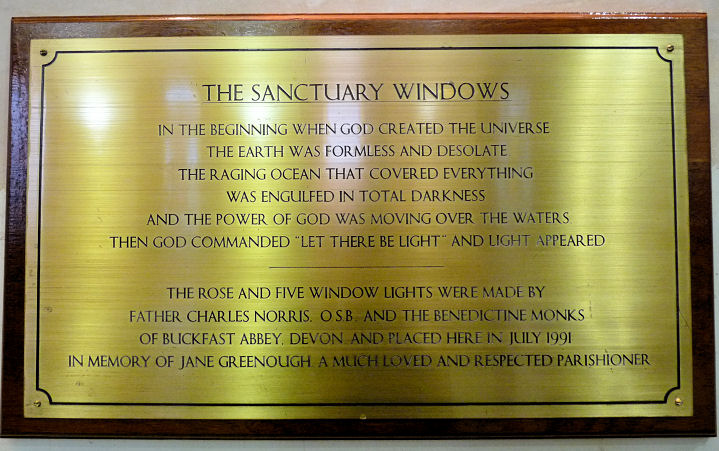 THE SANCTUARY WINDOWS
IN THE BEGINNING WHEN GOD CREATED THE UNIVERSE
THE EARTH WAS FORMLESS AND DESOLATE
THE RAGING OCEAN THAT COVERED EVERYTHING
WAS ENGULFED IN TOTAL DARKNESS
AND THE POWER OF GOD WAS MOVING OVER THE WATERS
THEN GOD COMMANDED "LET THERE BE LIGHT" AND LIGHT APPEARED
THE ROSE AND FIVE WINDOW LIGHTS WERE MADE BY
FATHER CHARLES NORRIS, O.S.B., AND THE BENEDICTINE MONKS
OF BUCKFAST ABBEY, DEVON, AND PLACED HERE IN JULY 1991
IN MEMORY OF JANE GREENOUGH, A MUCH LOVED AND RESPECTED PARISHIONER